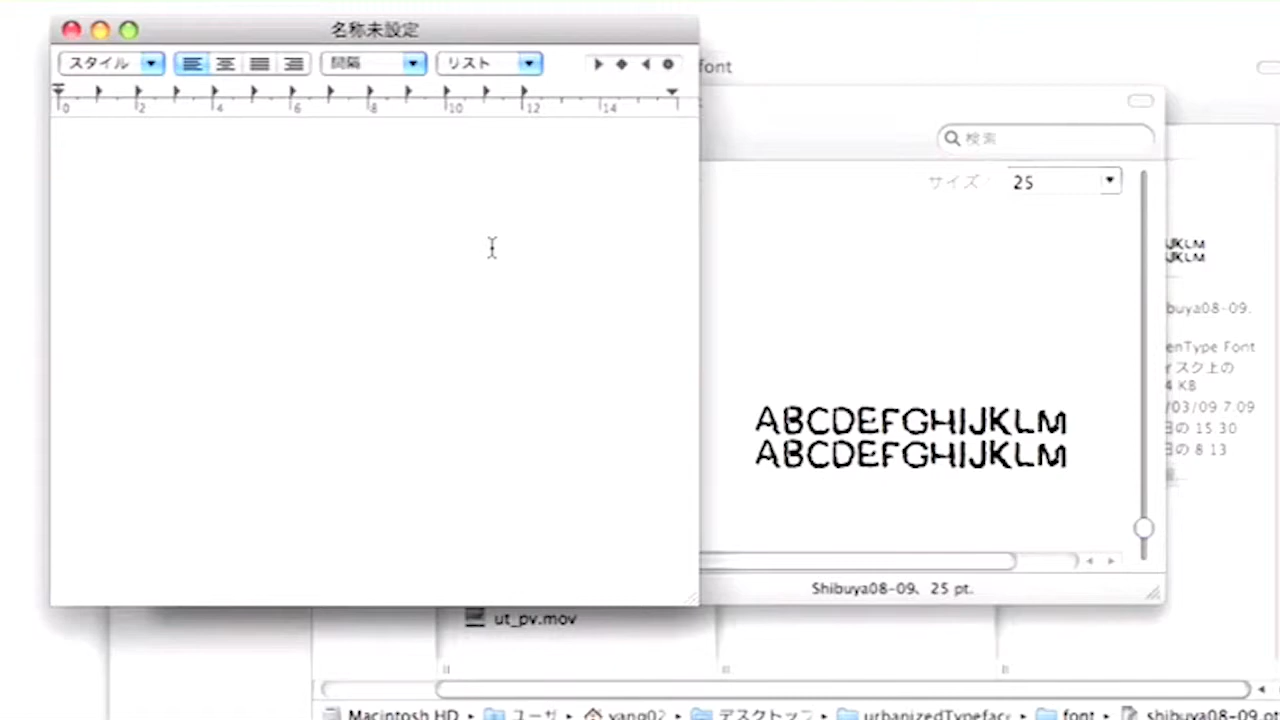 名称未設定
スタイル 間隔 リスト
0 2 4 6 8 10 12 14
font
検索
サイズ: 25
ABCDEFGHIJKLM
ABCDEFGHIJKLM
Shibuya08-09、 25 pt.
JKLM
JKLM
buya08-09.
enType Font
ィスク上の
4 KB
/03/09 7 09
日の 15 30
日の 8 13
ut_pv.mov
Macintosh HD ユーザ yang02 デスクトップ urbanizedTypeface font shibuya08-09.pt